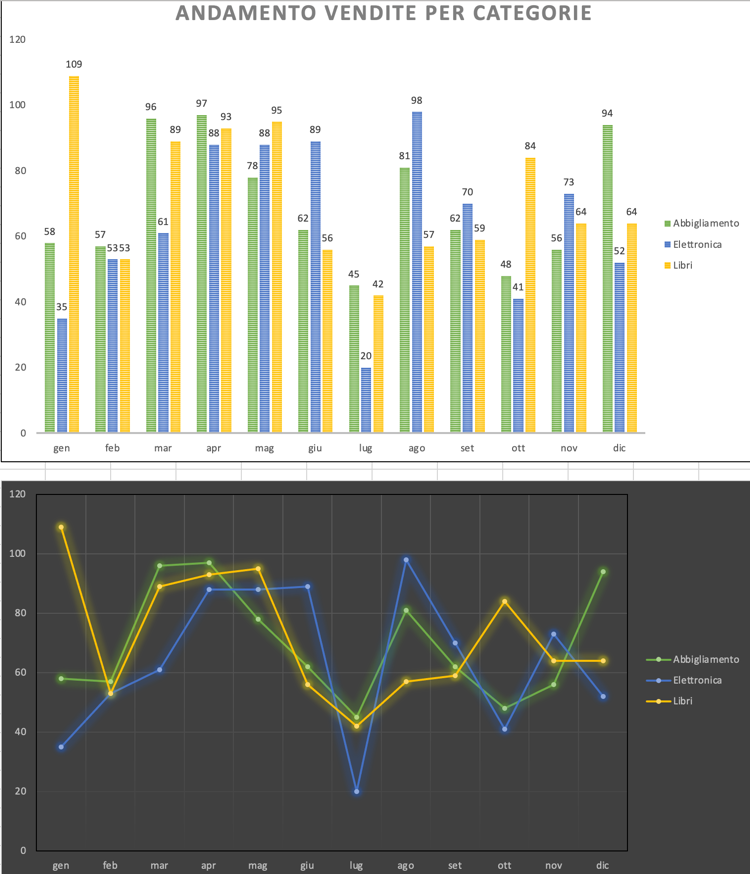 ANDAMENTO VENDITE PER CATEGORIE
120
100
80
60
40
20
0
58 35 109
57 53 53
96 61 89
97 88 93
78 88 95
62 89 56
45 20 42
81 98 57
62 70 59
48 41 84
56 73 64
94 52 64
gen feb mar apr mag giu lug ago set ott nov dic
Abbigliamento
Elettronica
Libri
120
100
80
60
40
20
0
gen feb mar apr mag giu lug ago set ott nov dic
Abbigliamento
Elettronica
Libri